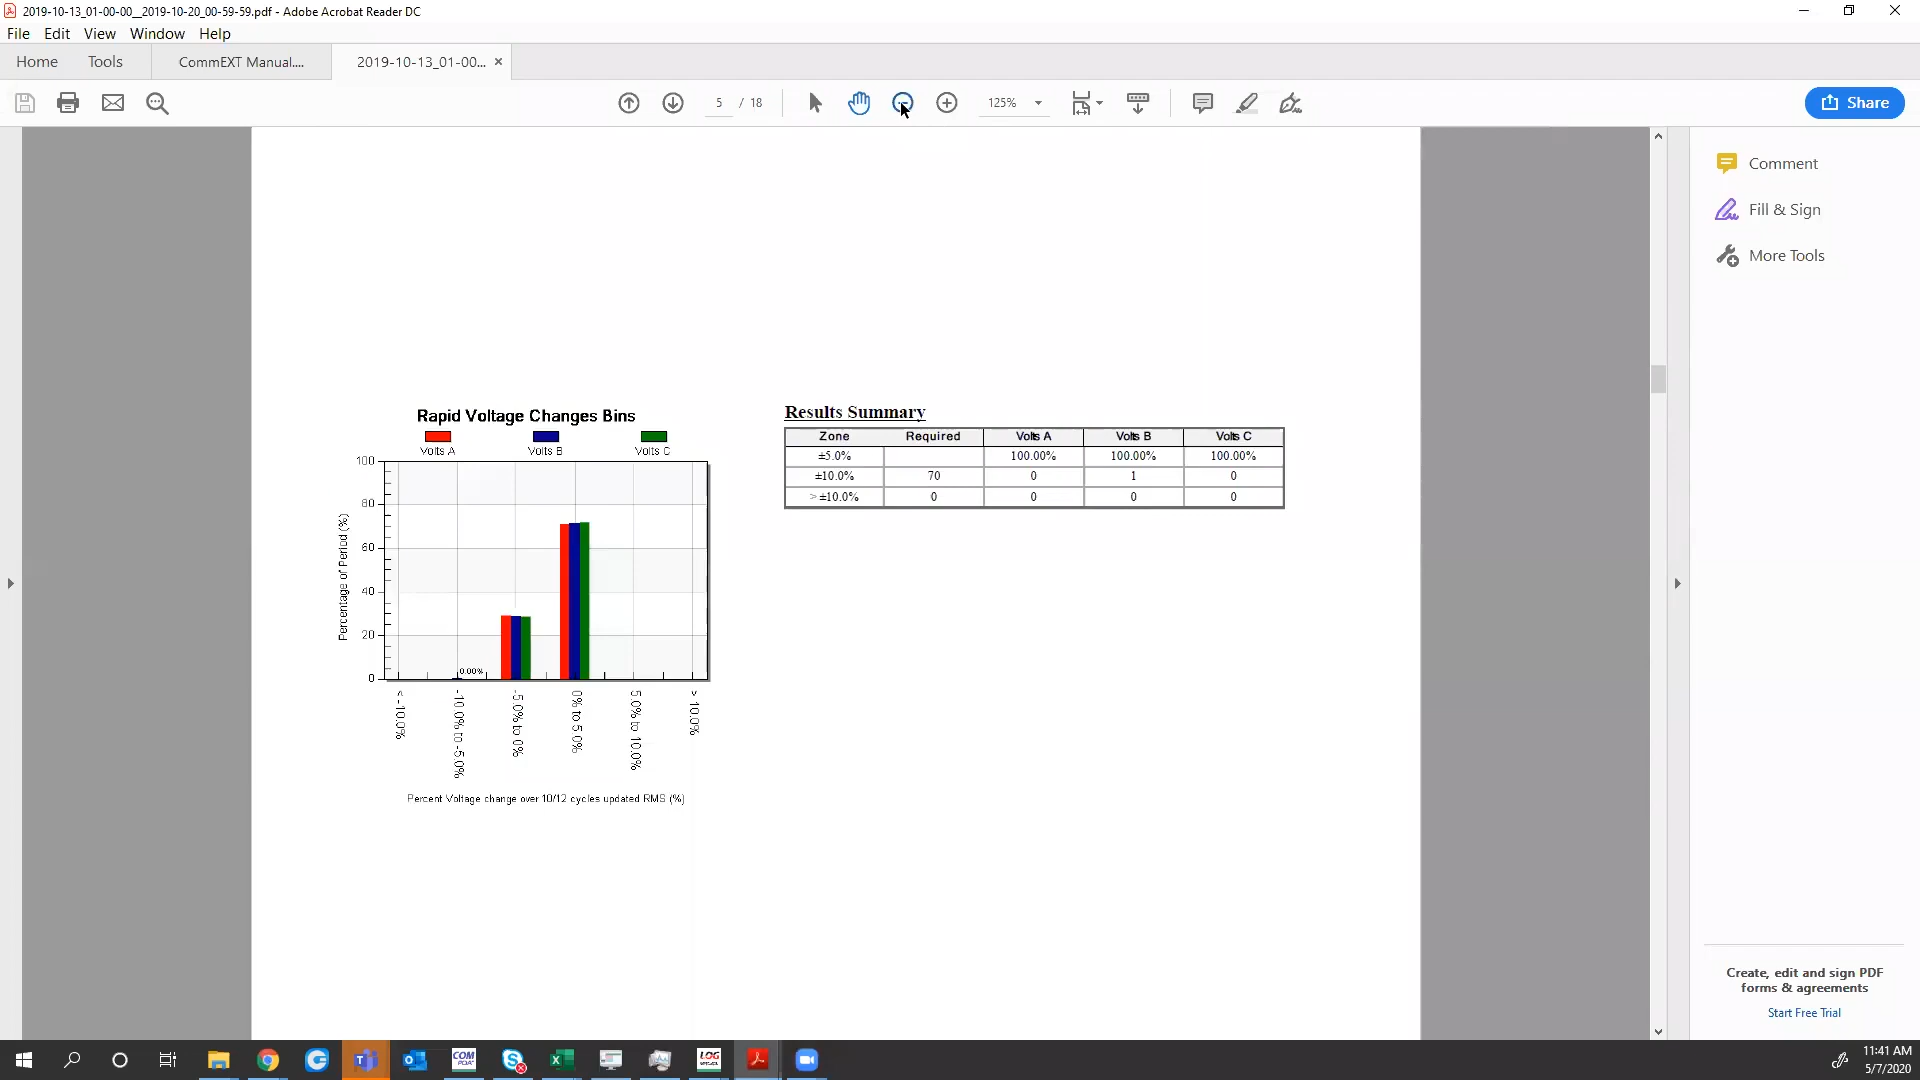 2019-10-13_01-00-00__2019-10-20_00-59-59.pdf - Adobe Acrobat Reader DC
File Edit View Window Help
Home Tools CommEXT Manual.... 2019-10-13_01-00...
5 / 18 125% Share
Comment
Fill & Sign
More Tools
Rapid Voltage Changes Bins
Volts A Volts B Volts C
100
80
60
40
20
0
Percentage of Period (%)
0.00%
< -10.0%
-10.0% to -5.0%
-5.0% to 0%
0% to 5.0%
5.0% to 10.0%
> 10.0%
Percent Voltage change over 10/12 cycles updated RMS (%)
Results Summary
Zone Required Volts A Volts B Volts C
±5.0% 100.00% 100.00% 100.00%
±10.0% 70 0 1 0
> ±10.0% 0 0 0 0
Create, edit and sign PDF
forms & agreements
Start Free Trial
COM
LOG
11:41 AM
5/7/2020